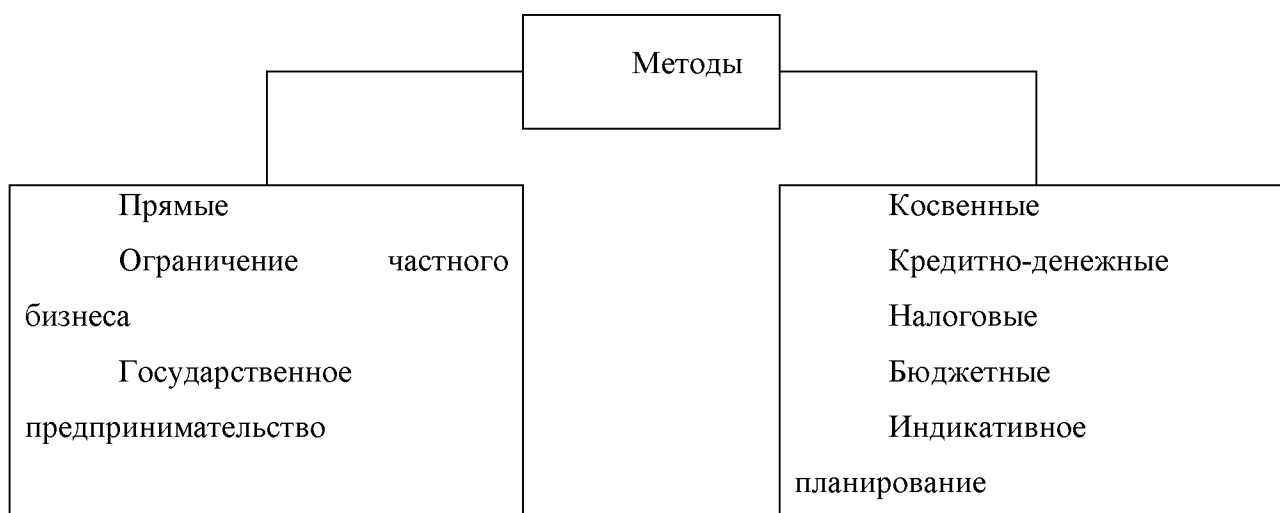 Методы
Прямые
Ограничение частного
бизнеса
Государственное
предпринимательство
Косвенные
Кредитно-денежные
Налоговые
Бюджетные
Индикативное
планирование